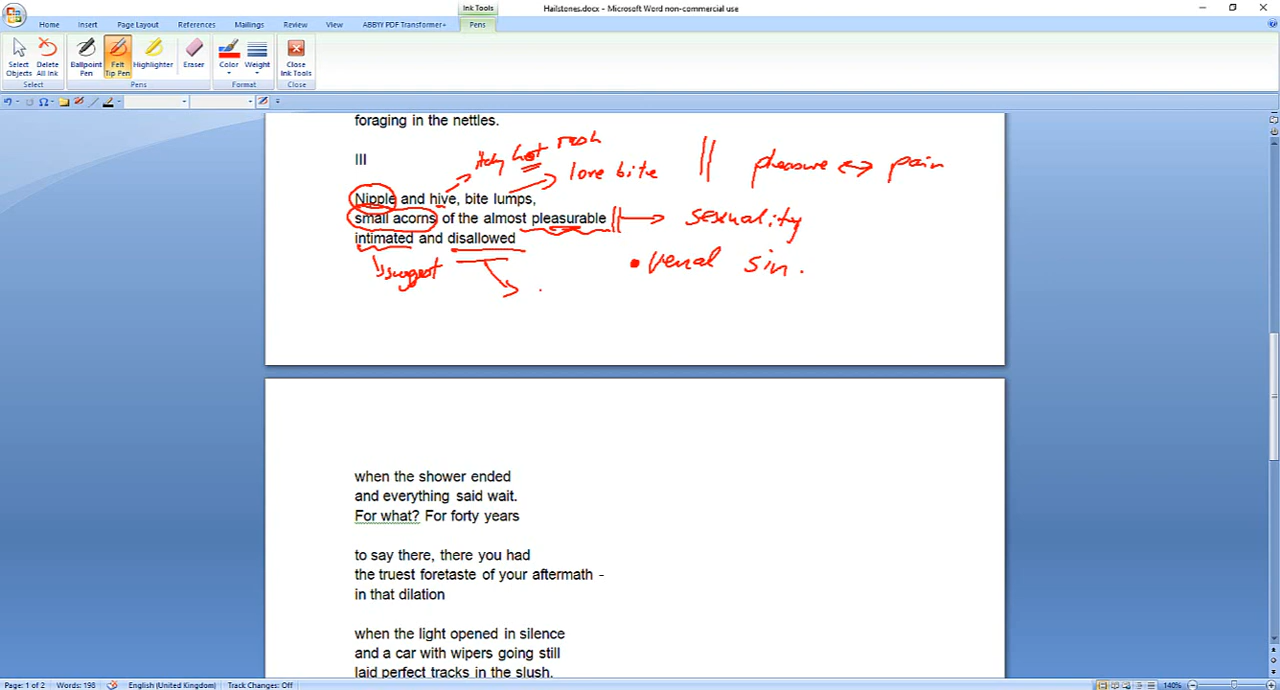 Ink Tools
Hailstones.docx - Microsoft Word non-commercial use
Home Insert Page Layout References Mailings Review View ABBYY PDF Transformer+ Pens
Select Objects Delete All Ink Ballpoint Pen Felt Tip Pen Highlighter Eraser Color Weight Close Ink Tools
Select Pens Format Close
foraging in the nettles.
III
itchy hot rash
love bite
pleasure ↔ pain
Nipple and hive, bite lumps,
small acorns of the almost pleasurable
sexuality
intimated and disallowed
suggest
• venal sin.
when the shower ended
and everything said wait.
For what? For forty years
to say there, there you had
the truest foretaste of your aftermath -
in that dilation
when the light opened in silence
and a car with wipers going still
laid perfect tracks in the slush.
Page: 1 of 2 Words: 198 English (United Kingdom) Track Changes: Off 140%